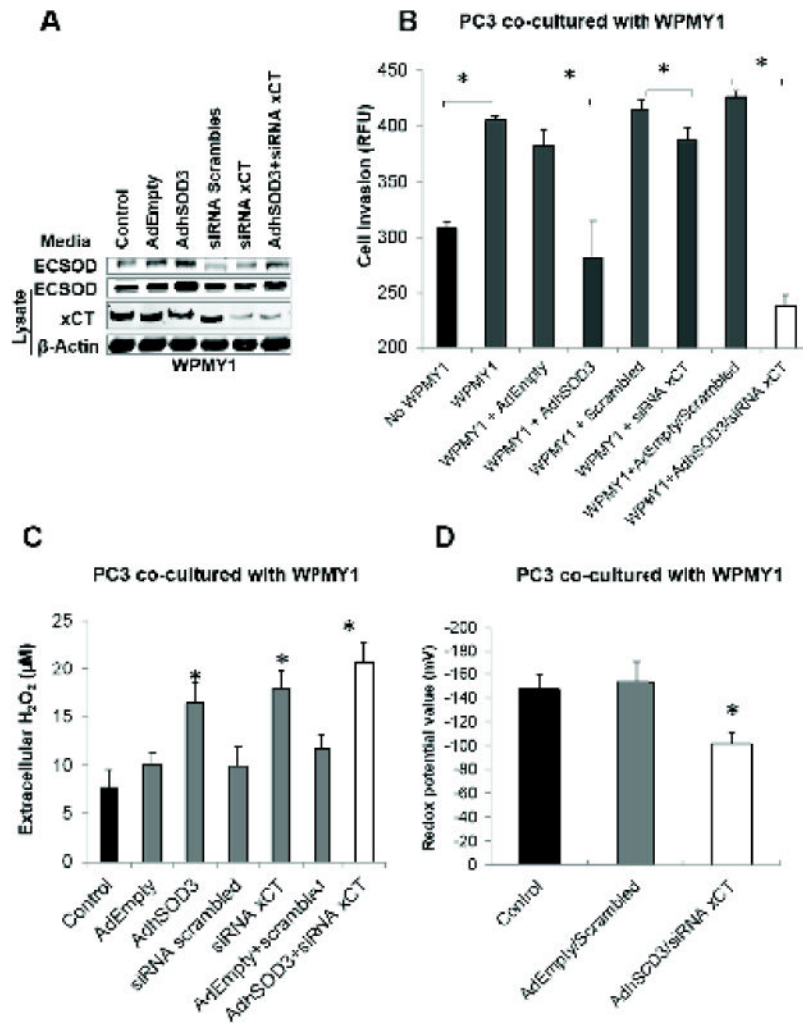 A
Control
AdEmpty
AdhSOD3
siRNA Scrambles
siRNA xCT
AdhSOD3+siRNA xCT
Media
ECSOD
ECSOD
Lysate
xCT
β-Actin
WPMY1
B
PC3 co-cultured with WPMY1
Cell Invasion (RFU)
450
400
350
300
250
200
*
*
*
*
No WPMY1
WPMY1
WPMY1 + AdEmpty
WPMY1 + AdhSOD3
WPMY1 + Scrambled
WPMY1 + siRNA xCT
WPMY1+AdEmpty/Scrambled
WPMY1+AdhSOD3/siRNA xCT
C
PC3 co-cultured with WPMY1
Extracellular H₂O₂ (µM)
25
20
15
10
5
0
*
*
*
Control
AdEmpty
AdhSOD3
siRNA scrambled
siRNA xCT
AdEmpty+scrambled
AdhSOD3+siRNA xCT
D
PC3 co-cultured with WPMY1
Redox potential value (mV)
-200
-180
-160
-140
-120
-100
-80
-60
-40
-20
0
*
Control
AdEmpty/Scrambled
AdhSOD3/siRNA xCT